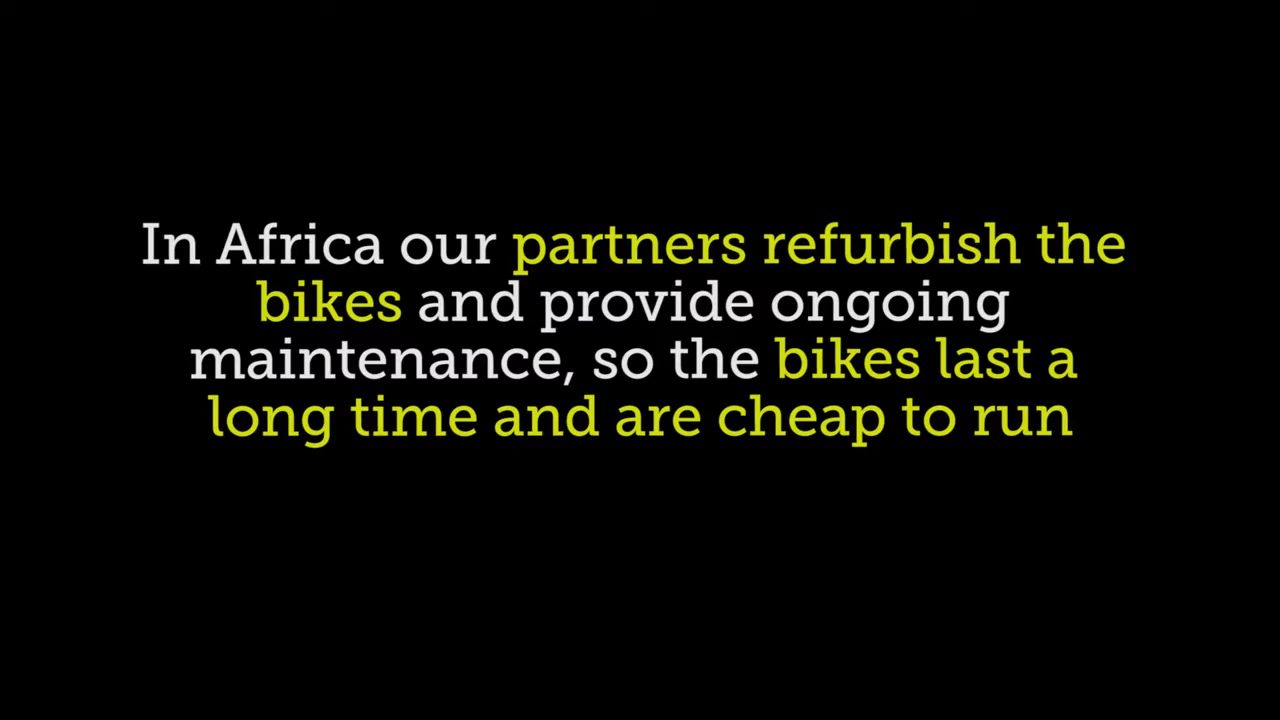 In Africa our partners refurbish the
bikes and provide ongoing
maintenance, so the bikes last a
long time and are cheap to run